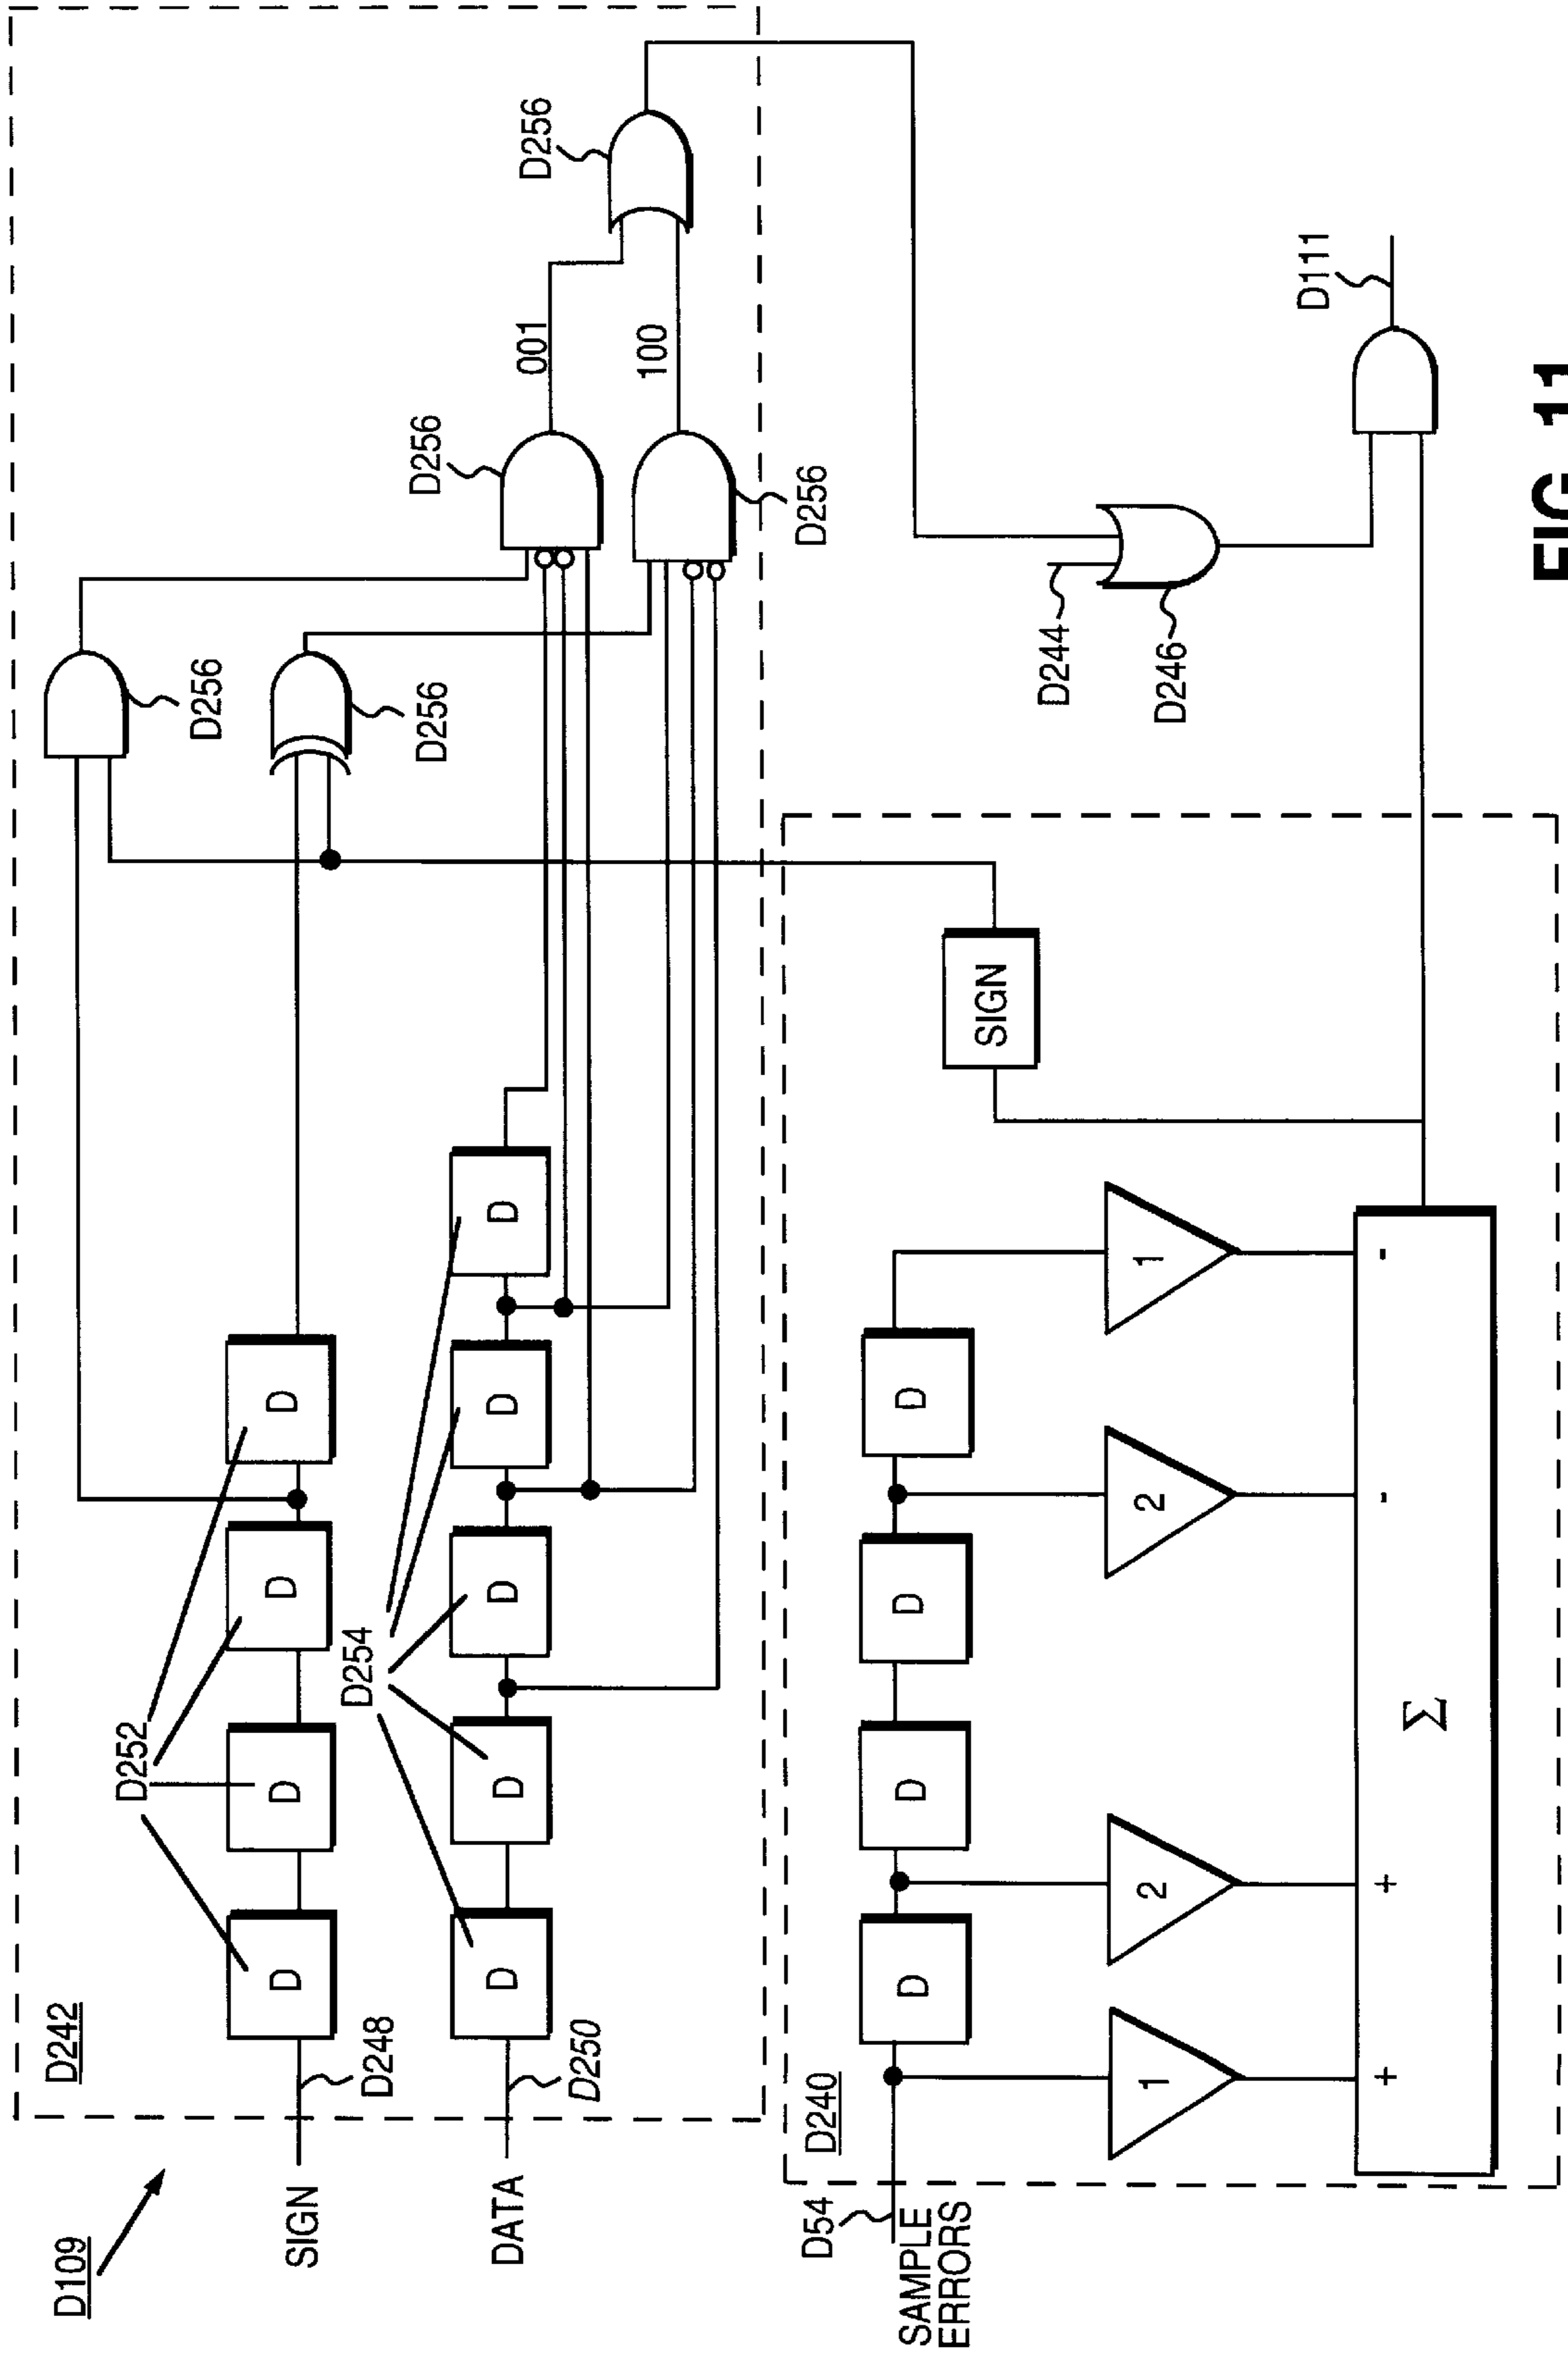 D109
D242
SIGN
D248
D252
D
D
D
D
D256
D256
DATA
D250
D254
D
D
D
D
D
D256
001
D256
100
D256
D240
D54
SAMPLE
ERRORS
D
D
D
D
SIGN
1
2
2
1
+
+
-
-
Σ
D244
D246
D111
FIG. 11